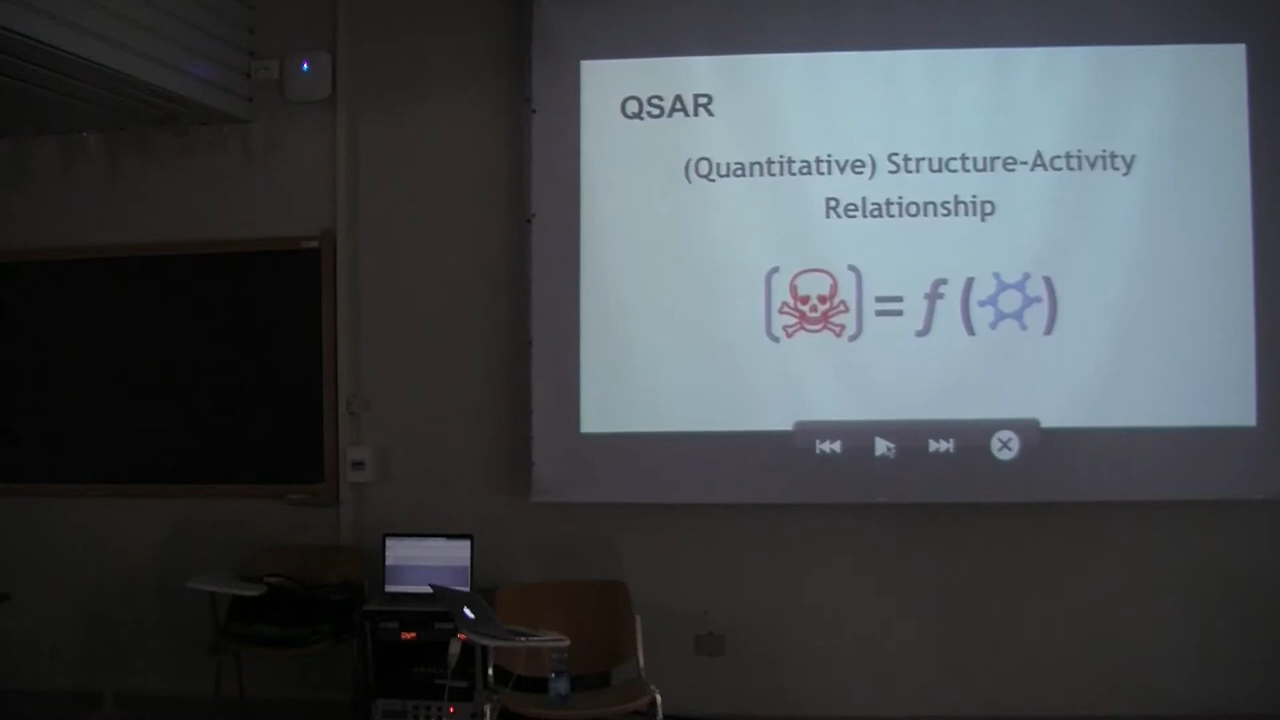 QSAR
(Quantitative) Structure-Activity
Relationship
= f ( )